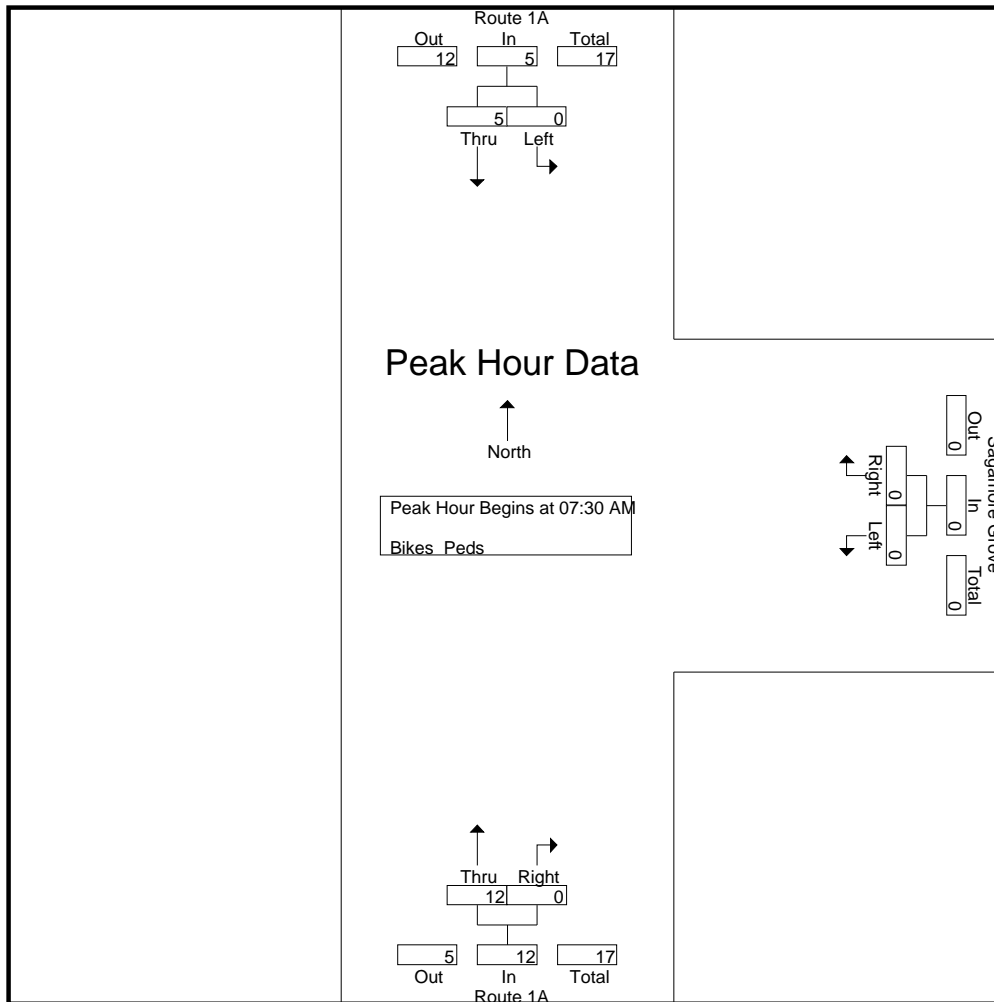 Route 1A
Out In Total
12 5 17
5 0
Thru Left
Peak Hour Data
North
Peak Hour Begins at 07:30 AM
Bikes Peds
Sagamore Grove
Out In Total
0 0 0
Right Left
0 0
Thru Right
12 0
5 12 17
Out In Total
Route 1A